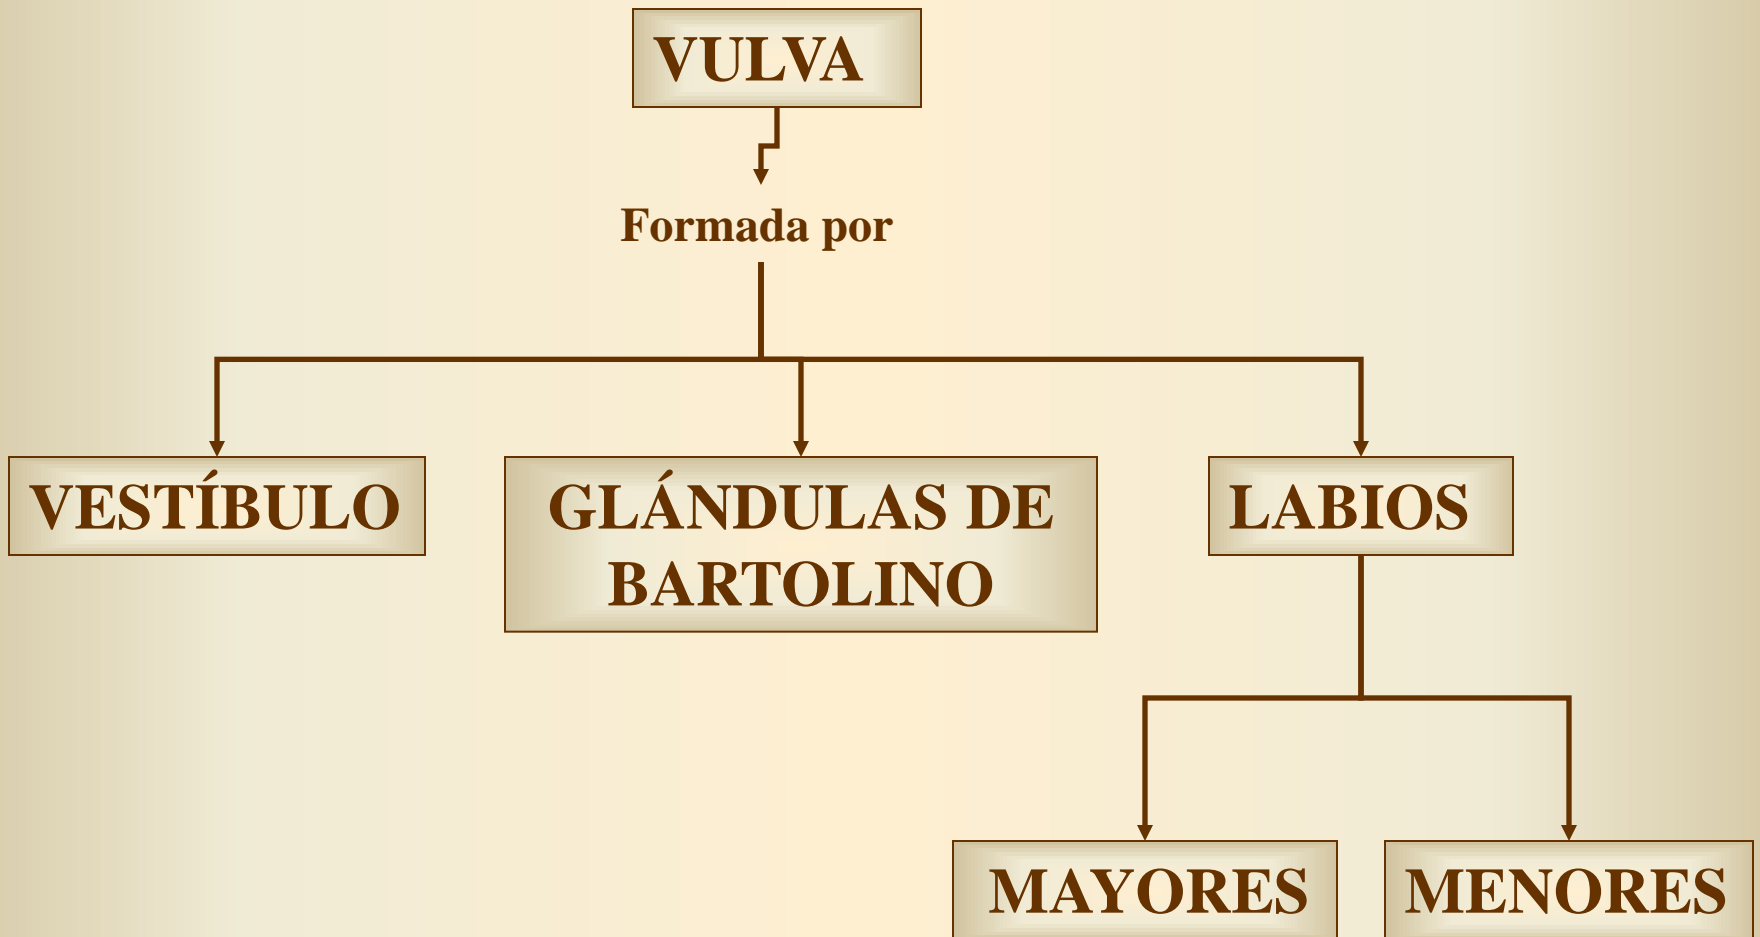 VULVA
Formada por
VESTÍBULO
GLÁNDULAS DE
BARTOLINO
LABIOS
MAYORES
MENORES